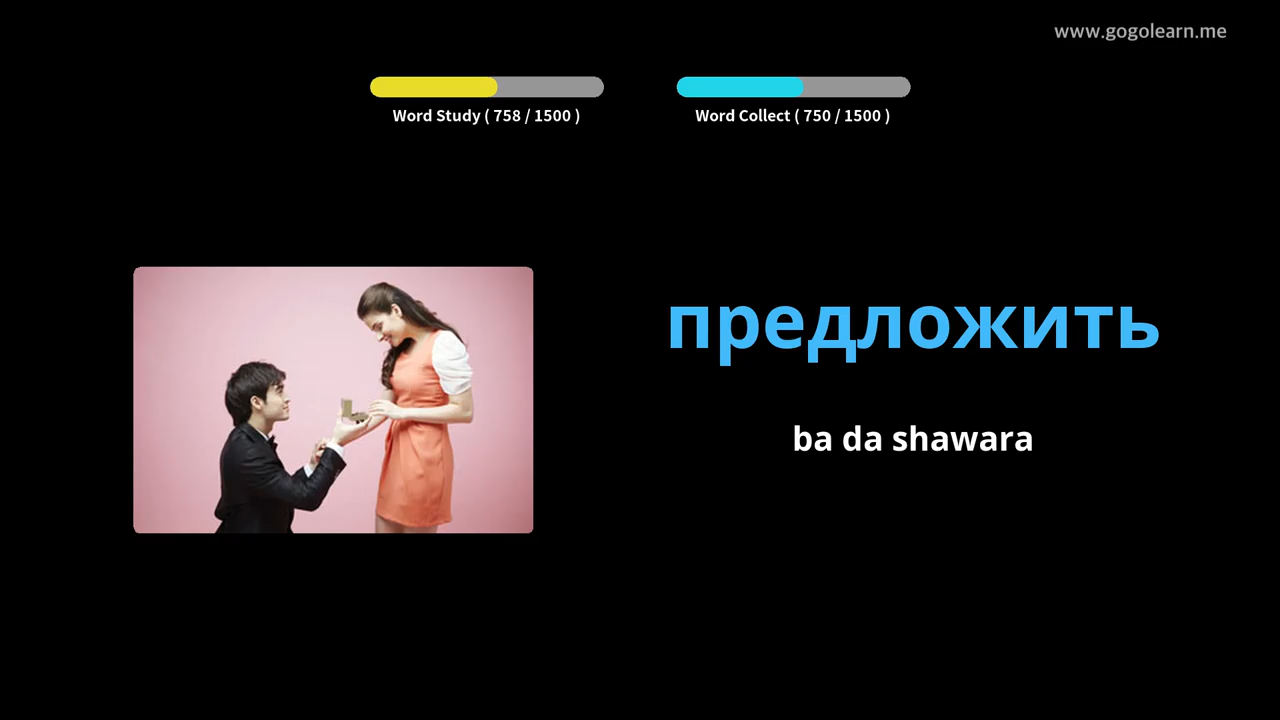 www.gogolearn.me
Word Study ( 758 / 1500 )
Word Collect ( 750 / 1500 )
предложить
ba da shawara